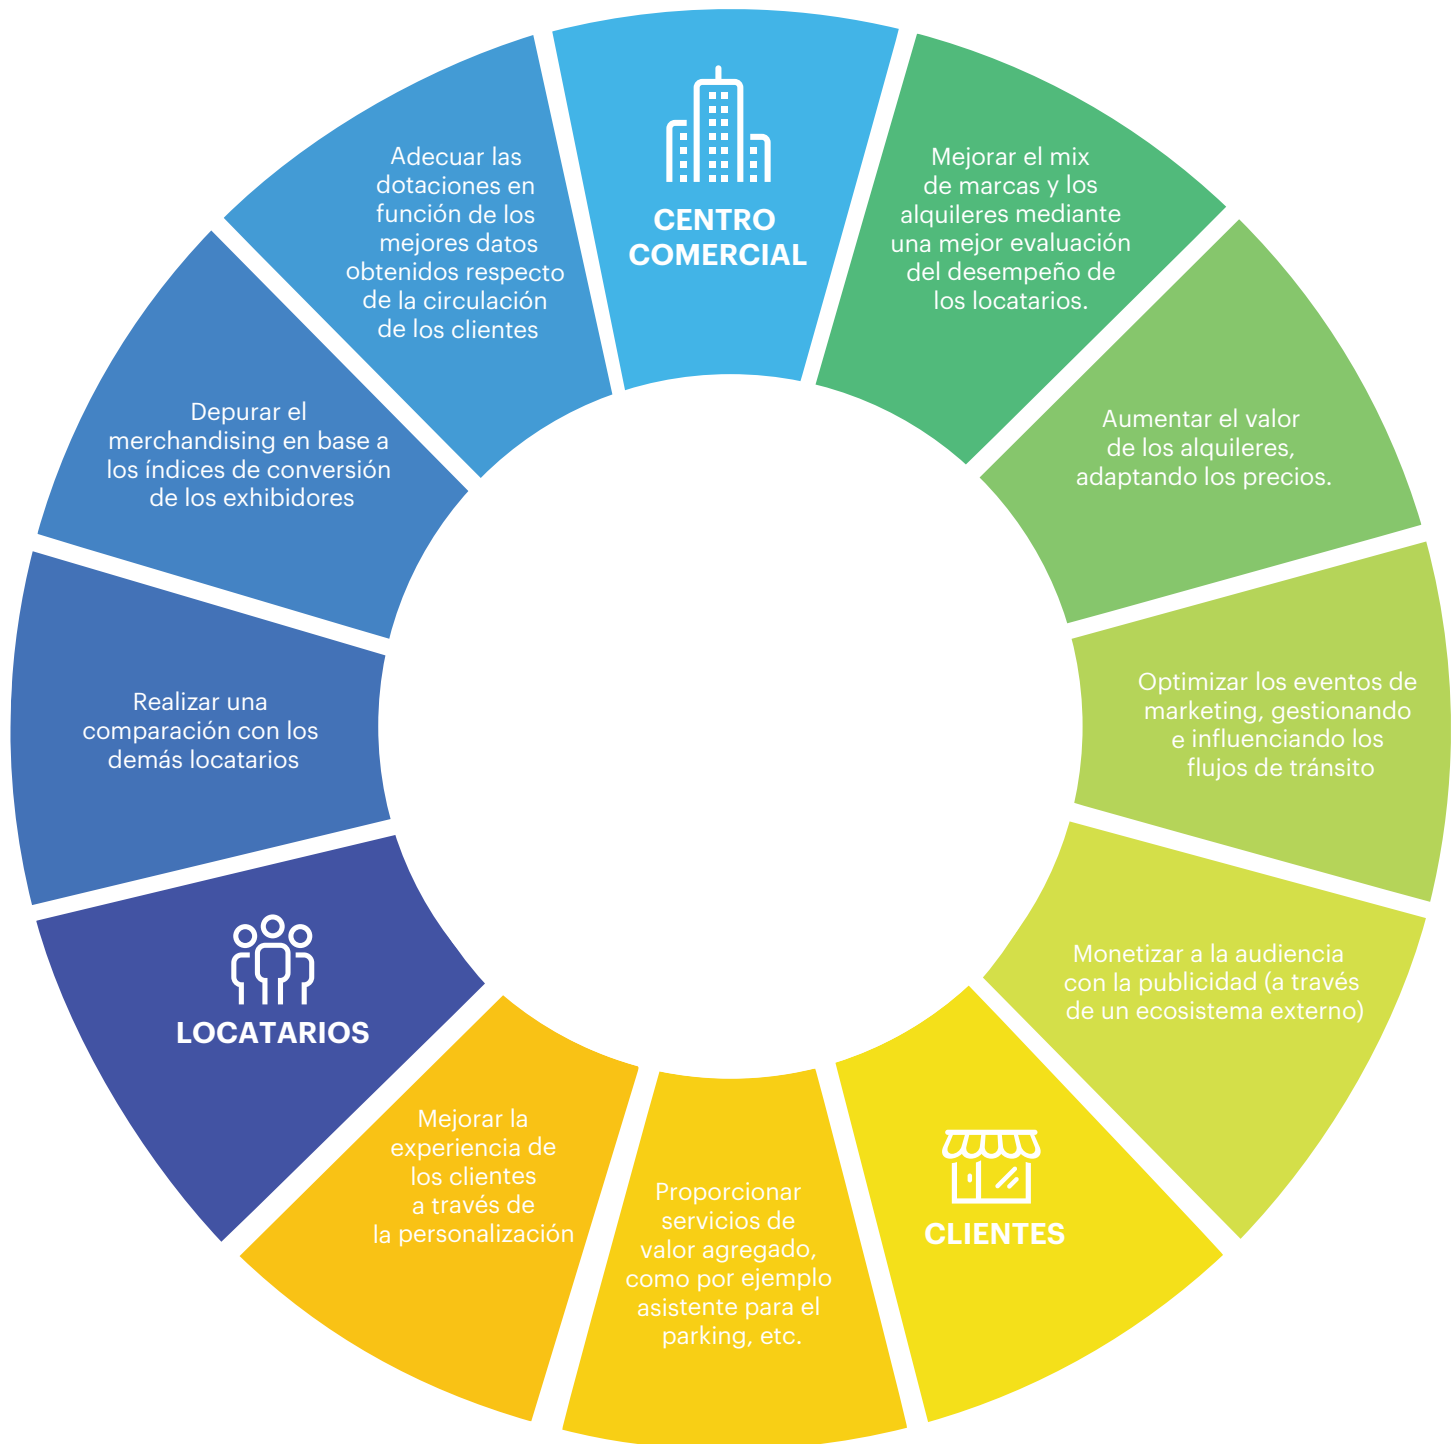 CENTRO
COMERCIAL
Mejorar el mix
de marcas y los
alquileres mediante
una mejor evaluación
del desempeño de
los locatarios.
Aumentar el valor
de los alquileres,
adaptando los precios.
Optimizar los eventos de
marketing, gestionando
e influenciando los
flujos de tránsito
Monetizar a la audiencia
con la publicidad (a través
de un ecosistema externo)
CLIENTES
Proporcionar
servicios de
valor agregado,
como por ejemplo
asistente para el
parking, etc.
Mejorar la
experiencia de
los clientes
a través de
la personalización
LOCATARIOS
Realizar una
comparación con los
demás locatarios
Depurar el
merchandising en base a
los índices de conversión
de los exhibidores
Adecuar las
dotaciones en
función de los
mejores datos
obtenidos respecto
de la circulación
de los clientes